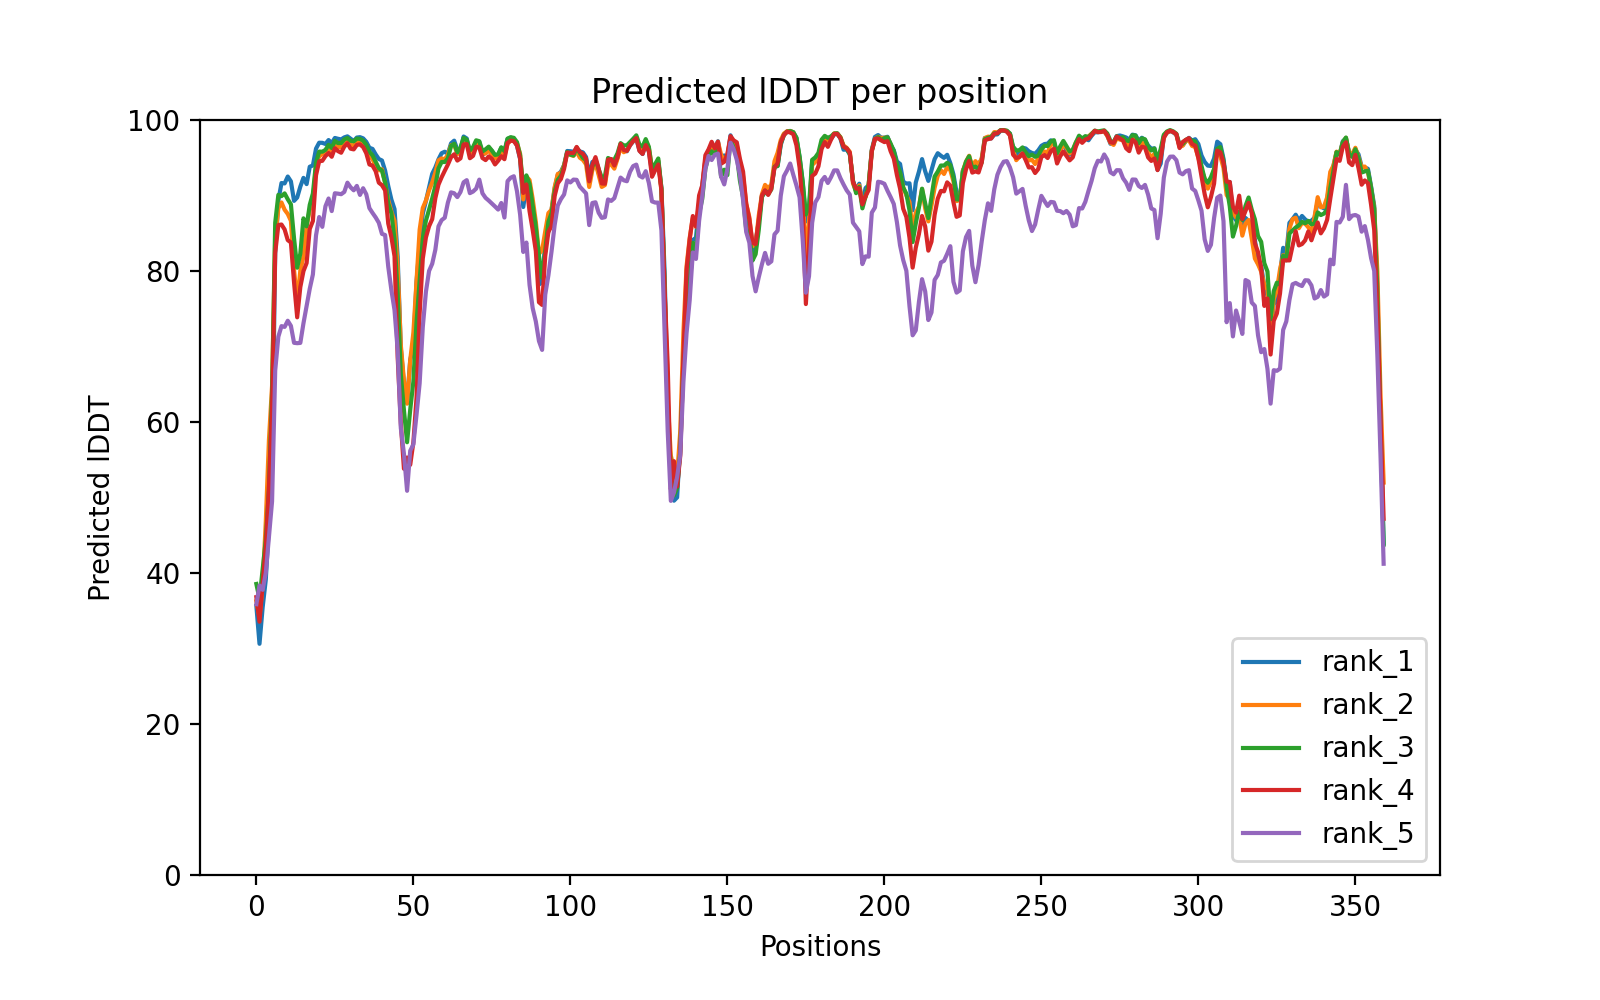 Predicted lDDT per position
100
80
60
40
20
0
Predicted lDDT
0 50 100 150 200 250 300 350
Positions
rank_1
rank_2
rank_3
rank_4
rank_5